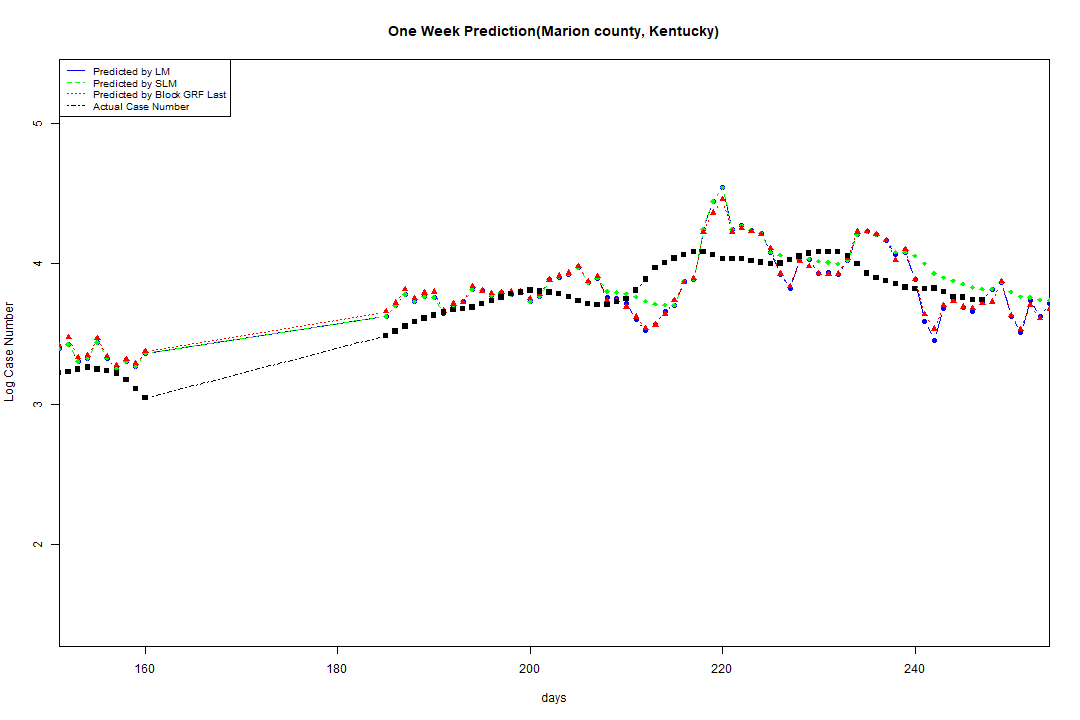 One Week Prediction(Marion county, Kentucky)
Predicted by LM
Predicted by SLM
Predicted by Block GRF Last
Actual Case Number
5
4
3
2
Log Case Number
160 180 200 220 240
days